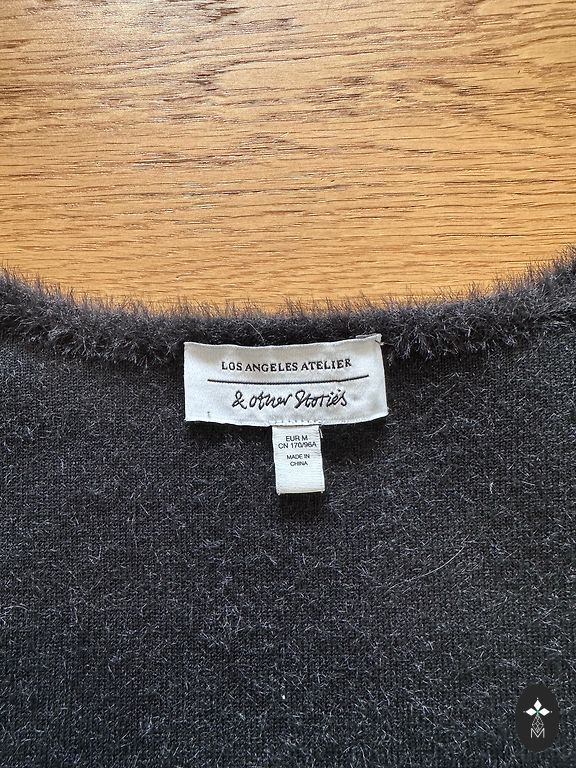 LOS ANGELES ATELIER
& other Stories
EUR M
CN 170/96A
MADE IN
CHINA
M